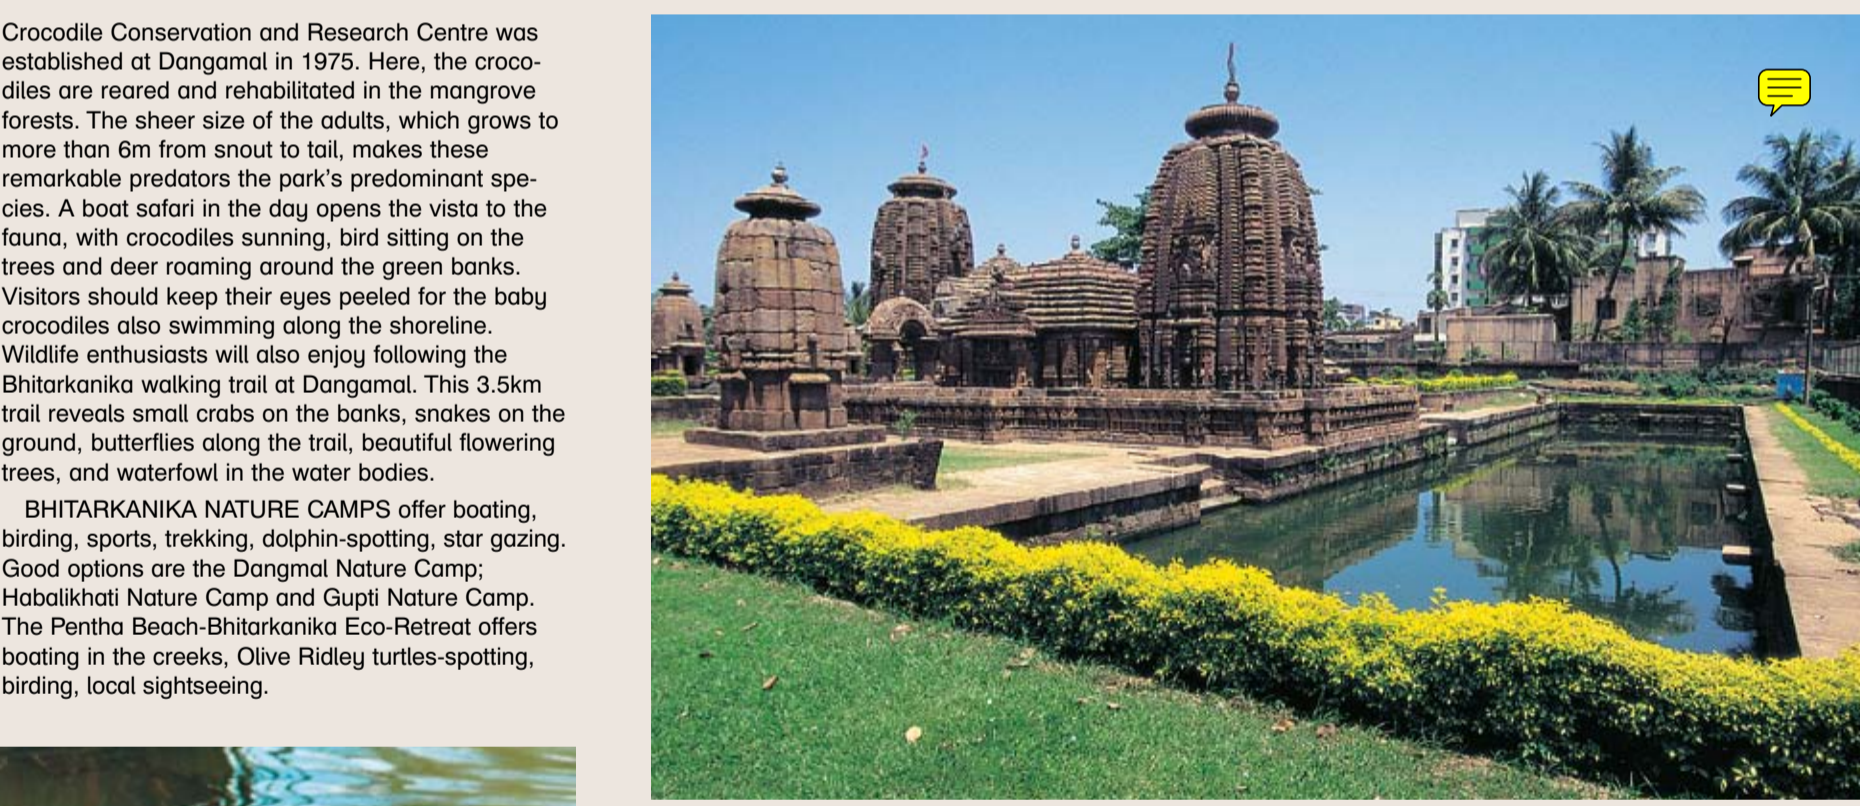 Crocodile Conservation and Research Centre was
established at Dangamal in 1975. Here, the croco-
diles are reared and rehabilitated in the mangrove
forests. The sheer size of the adults, which grows to
more than 6m from snout to tail, makes these
remarkable predators the park’s predominant spe-
cies. A boat safari in the day opens the vista to the
fauna, with crocodiles sunning, bird sitting on the
trees and deer roaming around the green banks.
Visitors should keep their eyes peeled for the baby
crocodiles also swimming along the shoreline.
Wildlife enthusiasts will also enjoy following the
Bhitarkanika walking trail at Dangamal. This 3.5km
trail reveals small crabs on the banks, snakes on the
ground, butterflies along the trail, beautiful flowering
trees, and waterfowl in the water bodies.
BHITARKANIKA NATURE CAMPS offer boating,
birding, sports, trekking, dolphin-spotting, star gazing.
Good options are the Dangmal Nature Camp;
Habalikhati Nature Camp and Gupti Nature Camp.
The Pentha Beach-Bhitarkanika Eco-Retreat offers
boating in the creeks, Olive Ridley turtles-spotting,
birding, local sightseeing.